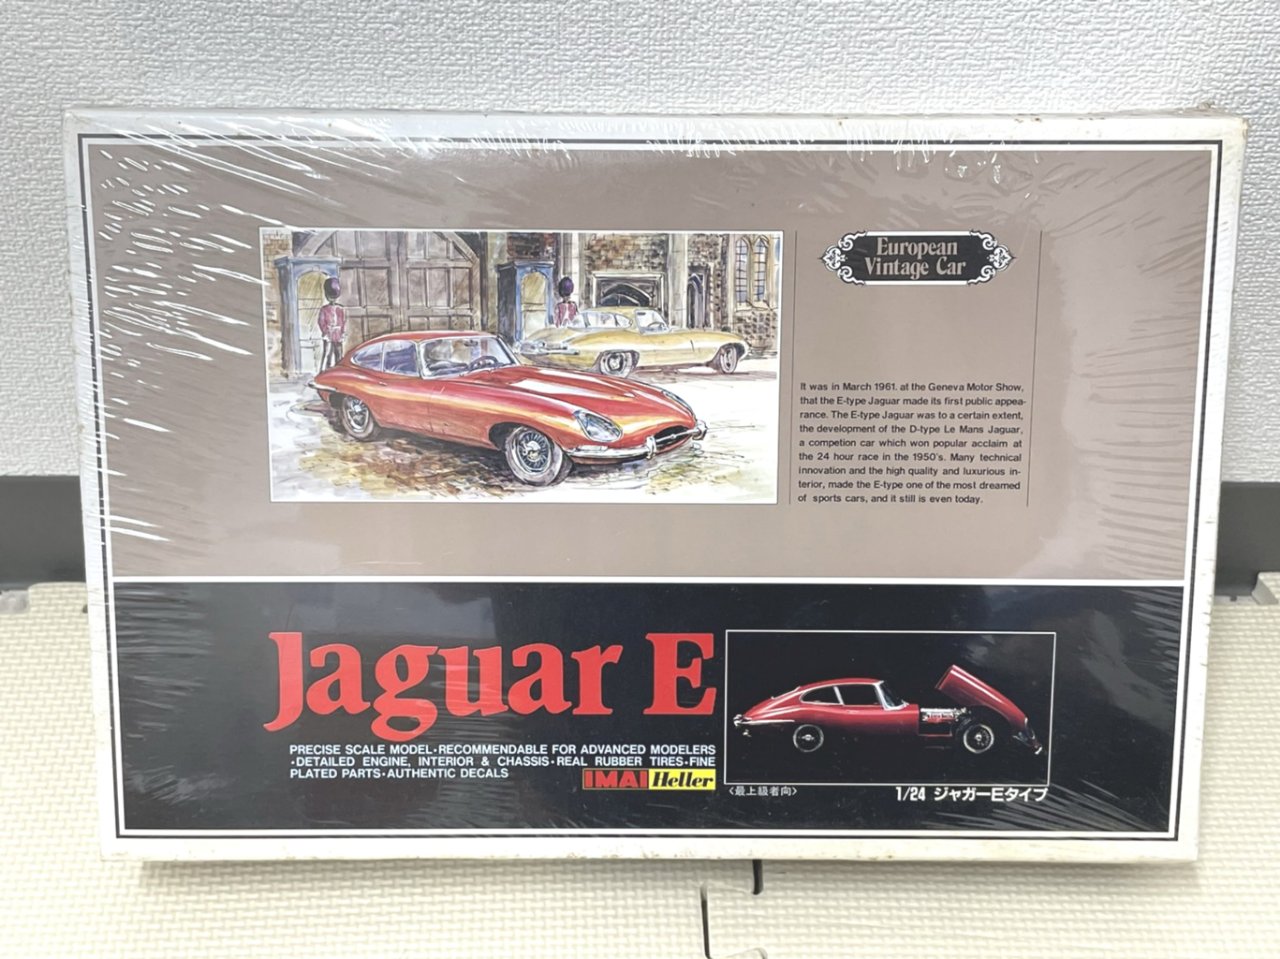 European
Vintage Car
It was in March 1961. at the Geneva Motor Show,
that the E-type Jaguar made its first public appea-
rance. The E-type Jaguar was to a certain extent,
the development of the D-type Le Mans Jaguar,
a competion car which won popular acclaim at
the 24 hour race in the 1950's. Many technical
innovation and the high quality and luxurious in-
terior, made the E-type one of the most dreamed
of sports cars, and it still is even today.
Jaguar E
PRECISE SCALE MODEL·RECOMMENDABLE FOR ADVANCED MODELERS
·DETAILED ENGINE, INTERIOR & CHASSIS·REAL RUBBER TIRES·FINE
PLATED PARTS·AUTHENTIC DECALS
IMAI Heller
〈最上級者向〉
1/24 ジャガーEタイプ